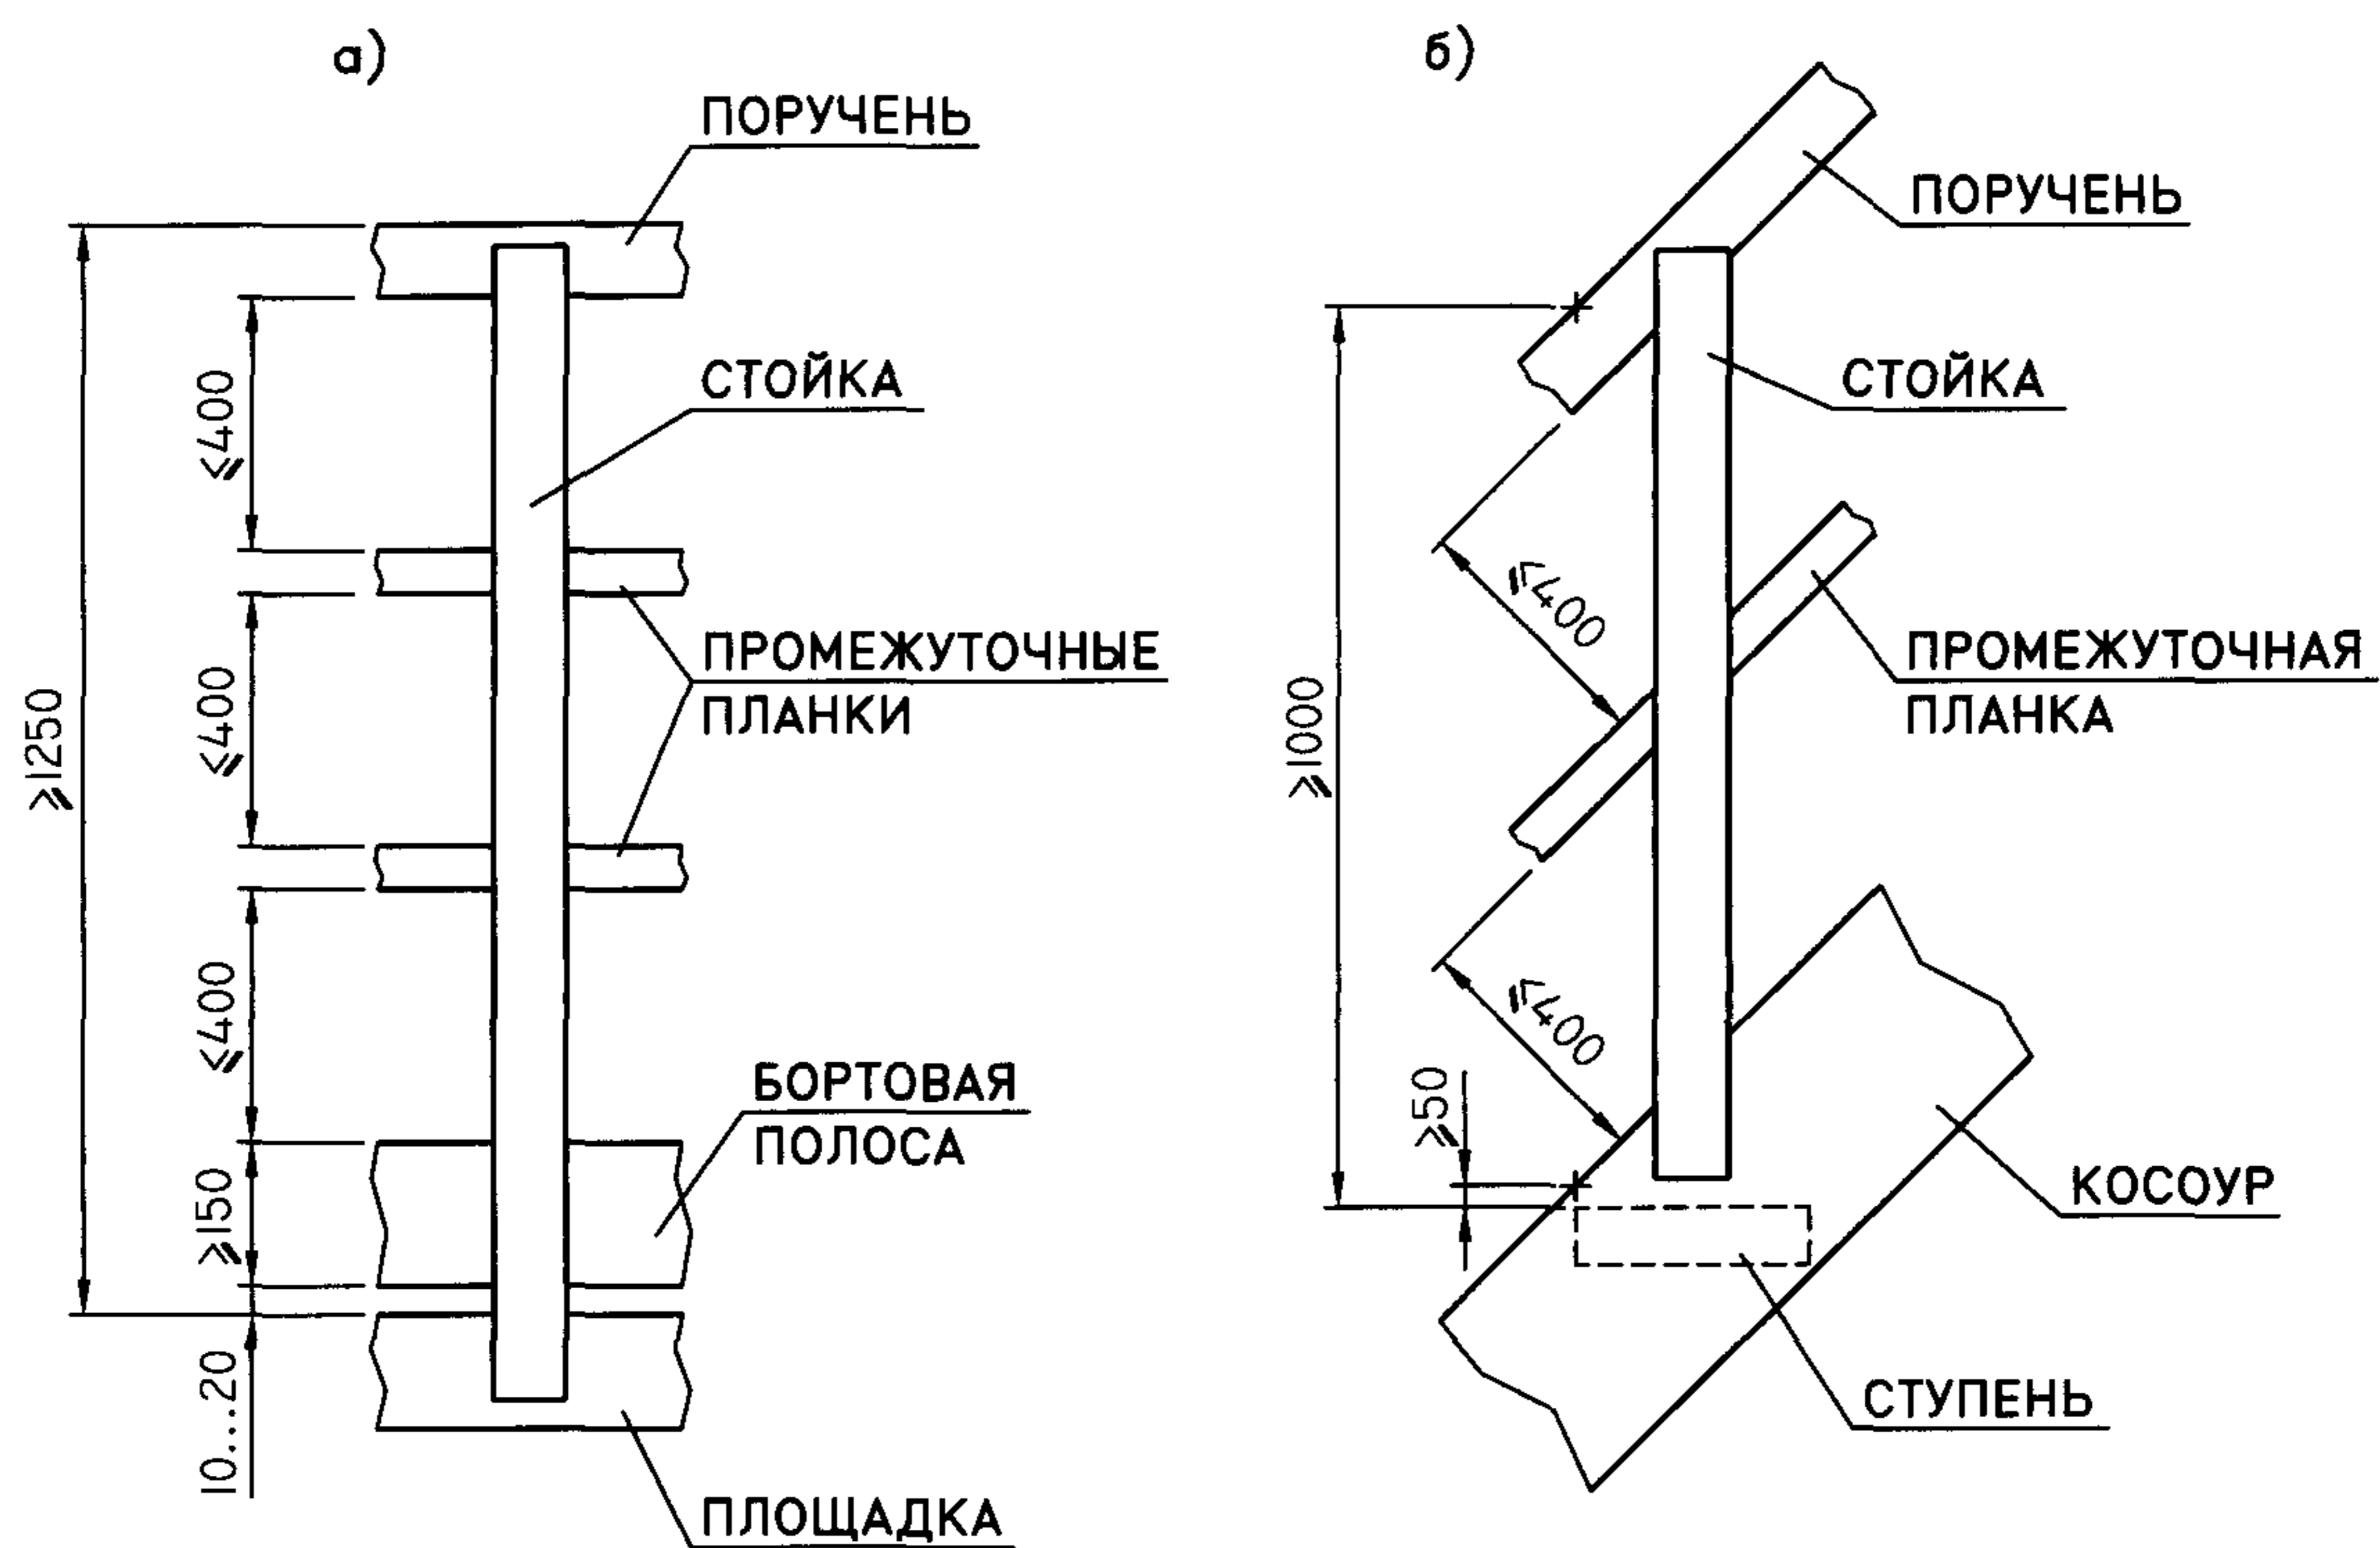 а)
ПОРУЧЕНЬ
≤400
СТОЙКА
≥1250
≤400
ПРОМЕЖУТОЧНЫЕ
ПЛАНКИ
≤400
БОРТОВАЯ
ПОЛОСА
≥150
10...20
ПЛОЩАДКА
б)
ПОРУЧЕНЬ
СТОЙКА
≤400
≥1000
ПРОМЕЖУТОЧНАЯ
ПЛАНКА
≤400
≥50
КОСОУР
СТУПЕНЬ